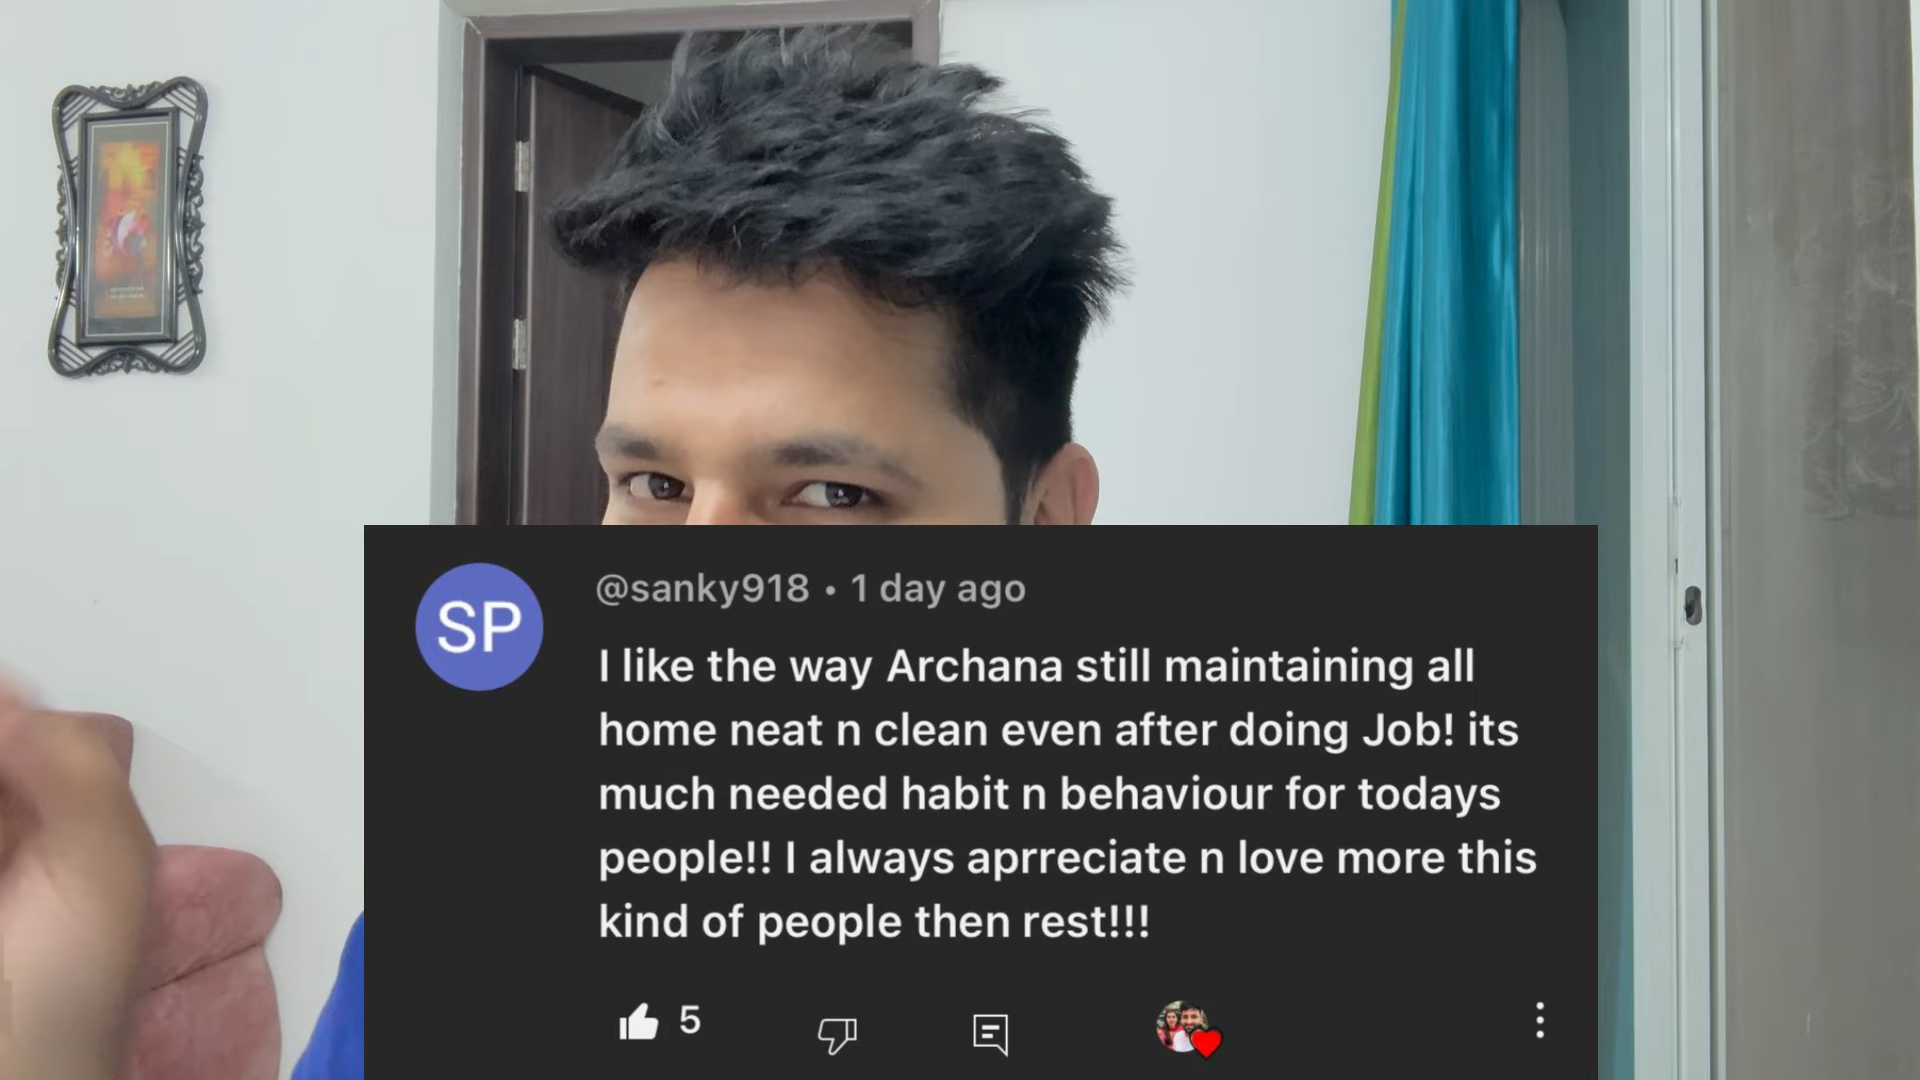 SP
@sanky918 • 1 day ago
I like the way Archana still maintaining all
home neat n clean even after doing Job! its
much needed habit n behaviour for todays
people!! I always aprreciate n love more this
kind of people then rest!!!
5